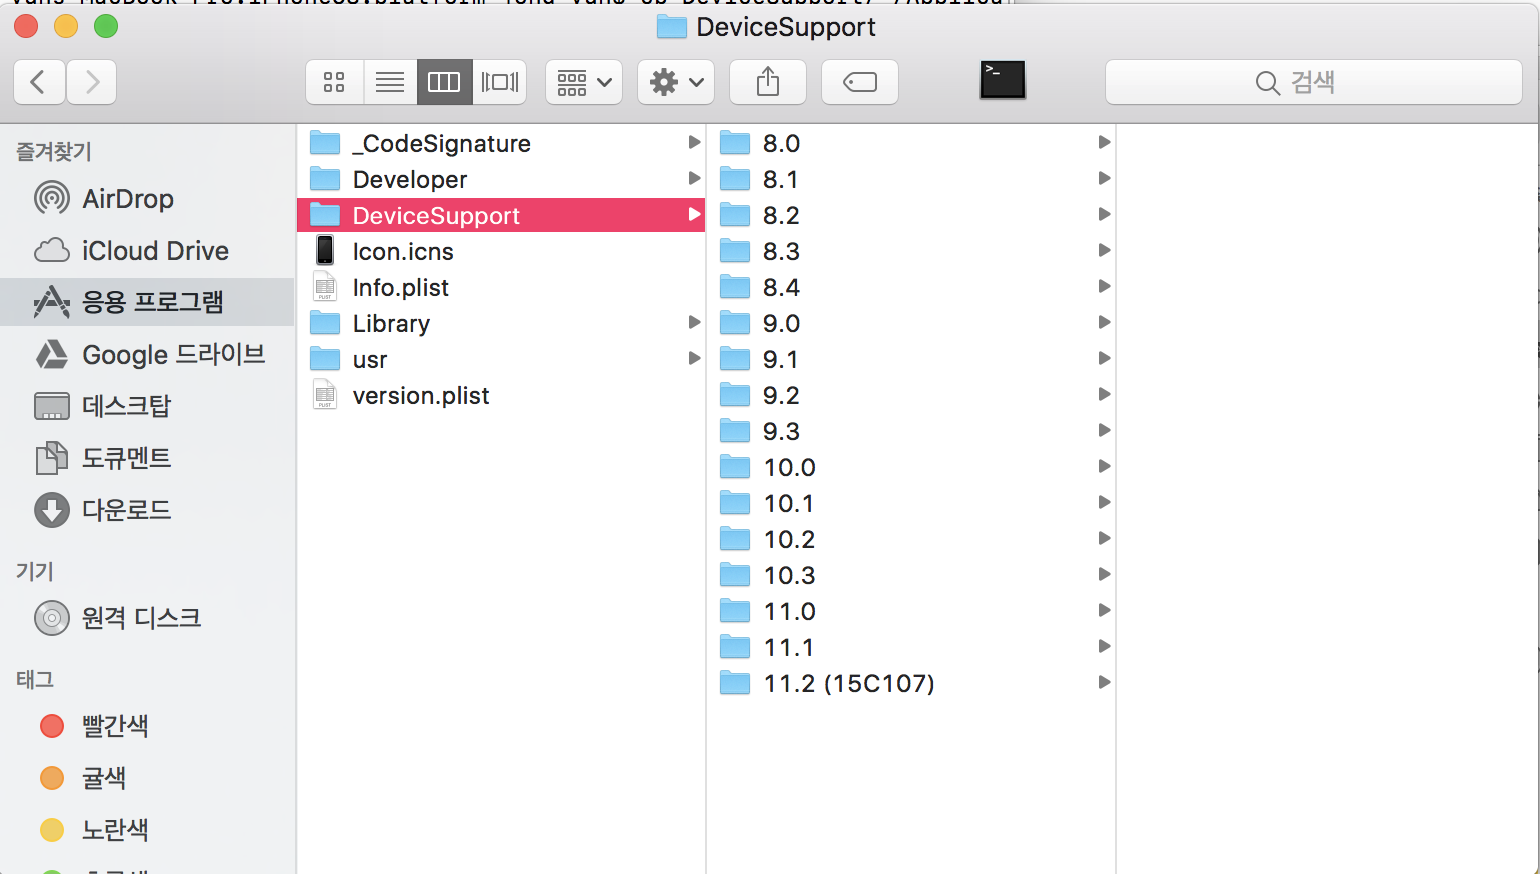 DeviceSupport
검색
즐겨찾기
AirDrop
iCloud Drive
응용 프로그램
Google 드라이브
데스크탑
도큐멘트
다운로드
기기
원격 디스크
태그
빨간색
귤색
노란색
_CodeSignature
Developer
DeviceSupport
Icon.icns
Info.plist
Library
usr
version.plist
8.0
8.1
8.2
8.3
8.4
9.0
9.1
9.2
9.3
10.0
10.1
10.2
10.3
11.0
11.1
11.2 (15C107)